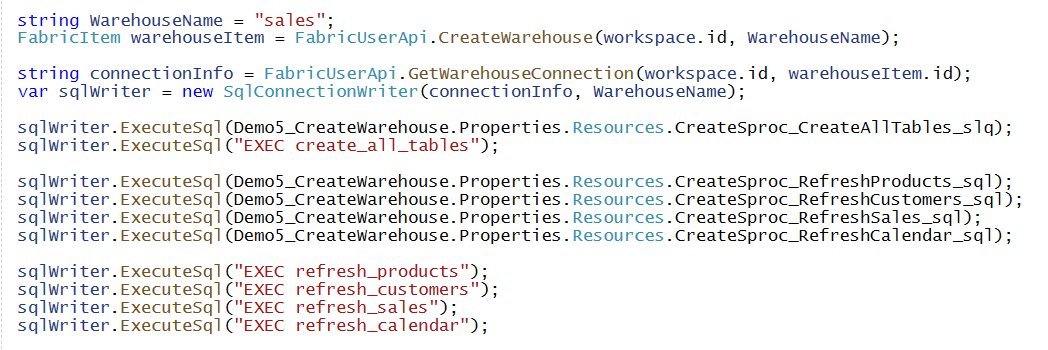 string WarehouseName = "sales";
FabricItem warehouseItem = FabricUserApi.CreateWarehouse(workspace.id, WarehouseName);
string connectionInfo = FabricUserApi.GetWarehouseConnection(workspace.id, warehouseItem.id);
var sqlWriter = new SqlConnectionWriter(connectionInfo, WarehouseName);
sqlWriter.ExecuteSql(Demo5_CreateWarehouse.Properties.Resources.CreateSproc_CreateAllTables_slq);
sqlWriter.ExecuteSql("EXEC create_all_tables");
sqlWriter.ExecuteSql(Demo5_CreateWarehouse.Properties.Resources.CreateSproc_RefreshProducts_sql);
sqlWriter.ExecuteSql(Demo5_CreateWarehouse.Properties.Resources.CreateSproc_RefreshCustomers_sql);
sqlWriter.ExecuteSql(Demo5_CreateWarehouse.Properties.Resources.CreateSproc_RefreshSales_sql);
sqlWriter.ExecuteSql(Demo5_CreateWarehouse.Properties.Resources.CreateSproc_RefreshCalendar_sql);
sqlWriter.ExecuteSql("EXEC refresh_products");
sqlWriter.ExecuteSql("EXEC refresh_customers");
sqlWriter.ExecuteSql("EXEC refresh_sales");
sqlWriter.ExecuteSql("EXEC refresh_calendar");